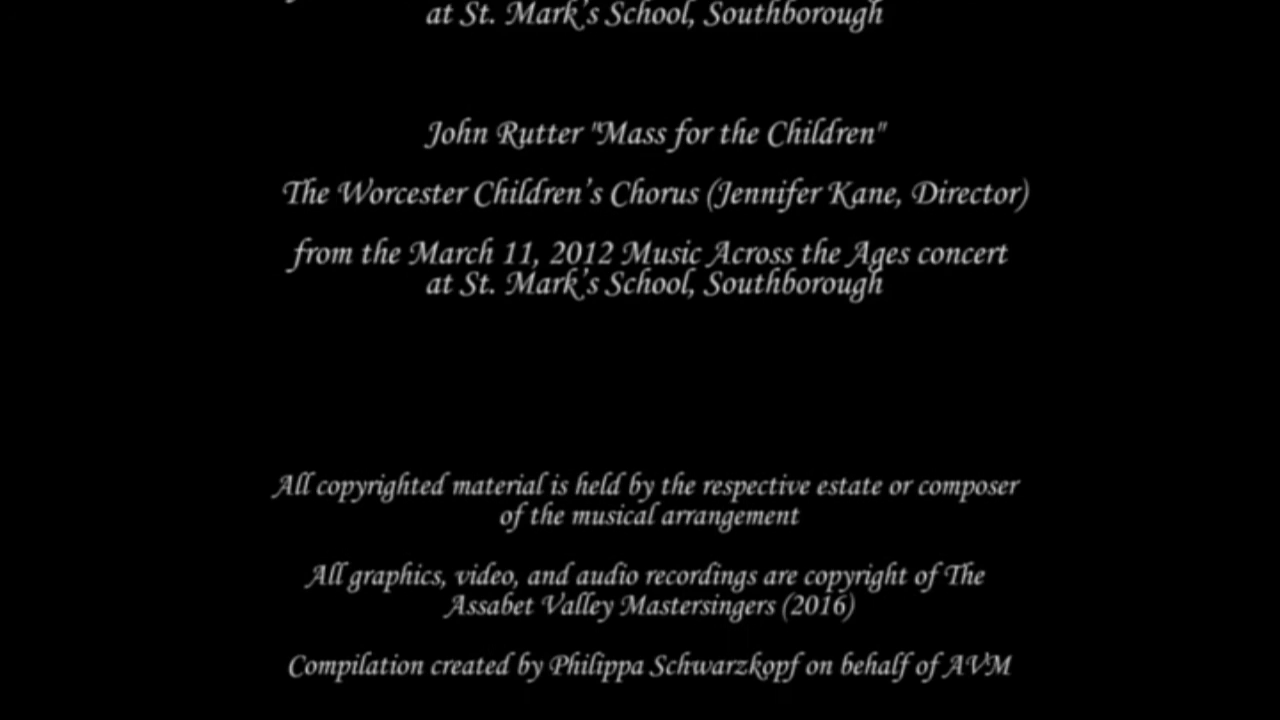 at St. Mark's School, Southborough
John Rutter "Mass for the Children"
The Worcester Children's Chorus (Jennifer Kane, Director)
from the March 11, 2012 Music Across the Ages concert
at St. Mark's School, Southborough
All copyrighted material is held by the respective estate or composer
of the musical arrangement
All graphics, video, and audio recordings are copyright of The
Assabet Valley Mastersingers (2016)
Compilation created by Philippa Schwarzkopf on behalf of AVM